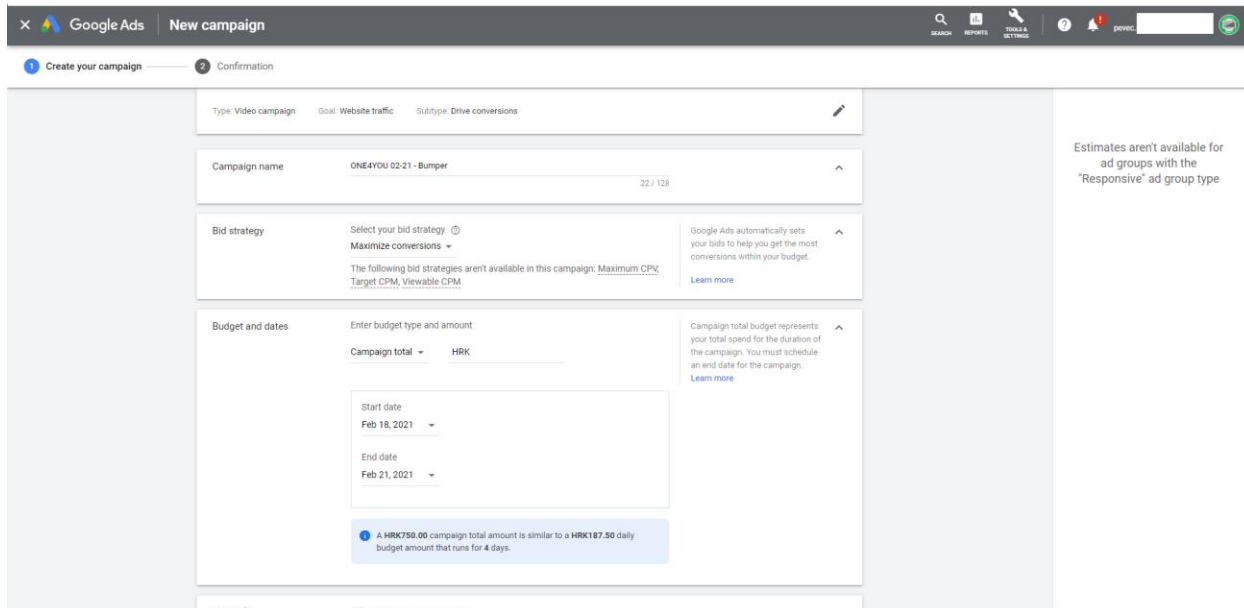 Google Ads New campaign
SEARCH REPORTS TOOLS & SETTINGS pevec.
1 Create your campaign 2 Confirmation
Type: Video campaign Goal: Website traffic Subtype: Drive conversions
Estimates aren't available for
ad groups with the
"Responsive" ad group type
Campaign name ONE4YOU 02-21 - Bumper
22 / 128
Bid strategy
Select your bid strategy
Maximize conversions
The following bid strategies aren't available in this campaign: Maximum CPV,
Target CPM, Viewable CPM
Google Ads automatically sets
your bids to help you get the most
conversions within your budget.
Learn more
Budget and dates
Enter budget type and amount
Campaign total HRK
Campaign total budget represents
your total spend for the duration of
the campaign. You must schedule
an end date for the campaign.
Learn more
Start date
Feb 18, 2021
End date
Feb 21, 2021
A HRK750.00 campaign total amount is similar to a HRK187.50 daily
budget amount that runs for 4 days.